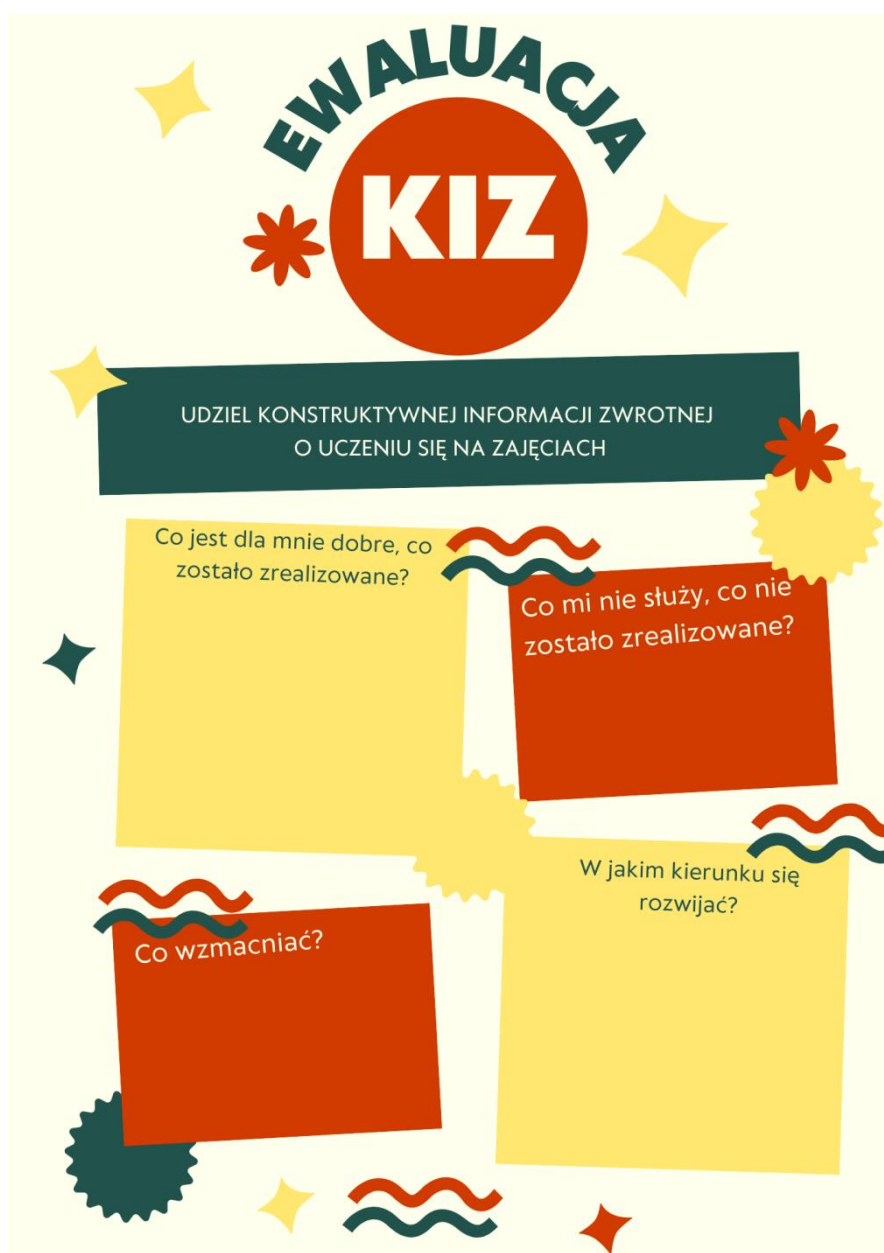 EWALUACJA
KIZ
UDZIEL KONSTRUKTYWNEJ INFORMACJI ZWROTNEJ
O UCZENIU SIĘ NA ZAJĘCIACH
Co jest dla mnie dobre, co
zostało zrealizowane?
Co mi nie służy, co nie
zostało zrealizowane?
Co wzmacniać?
W jakim kierunku się
rozwijać?